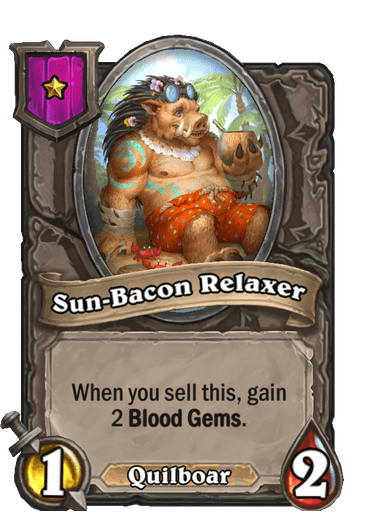 Sun-Bacon Relaxer
When you sell this, gain
2 Blood Gems.
1
Quilboar
2